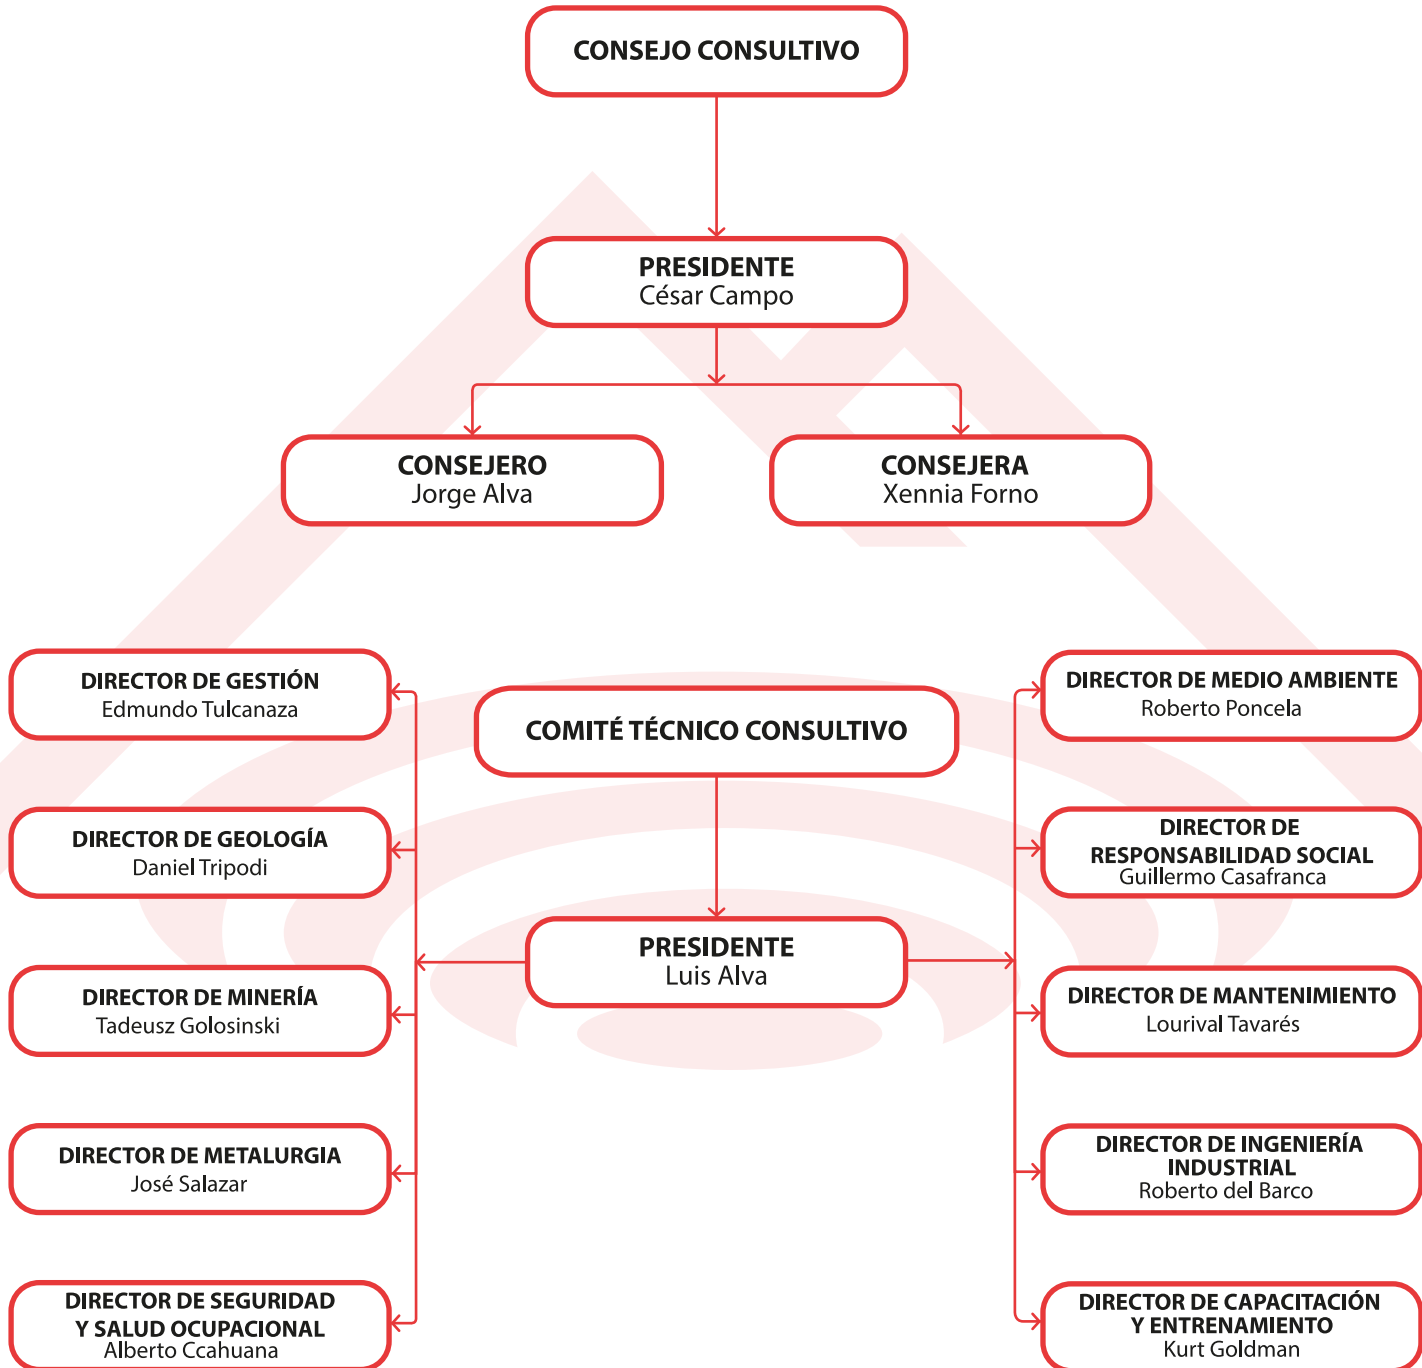 CONSEJO CONSULTIVO
PRESIDENTE
César Campo
CONSEJERO
Jorge Alva
CONSEJERA
Xennia Forno
COMITÉ TÉCNICO CONSULTIVO
PRESIDENTE
Luis Alva
DIRECTOR DE GESTIÓN
Edmundo Tulcanaza
DIRECTOR DE GEOLOGÍA
Daniel Tripodi
DIRECTOR DE MINERÍA
Tadeusz Golosinski
DIRECTOR DE METALURGIA
José Salazar
DIRECTOR DE SEGURIDAD
Y SALUD OCUPACIONAL
Alberto Ccahuana
DIRECTOR DE MEDIO AMBIENTE
Roberto Poncela
DIRECTOR DE
RESPONSABILIDAD SOCIAL
Guillermo Casafranca
DIRECTOR DE MANTENIMIENTO
Lourival Tavarés
DIRECTOR DE INGENIERÍA
INDUSTRIAL
Roberto del Barco
DIRECTOR DE CAPACITACIÓN
Y ENTRENAMIENTO
Kurt Goldman